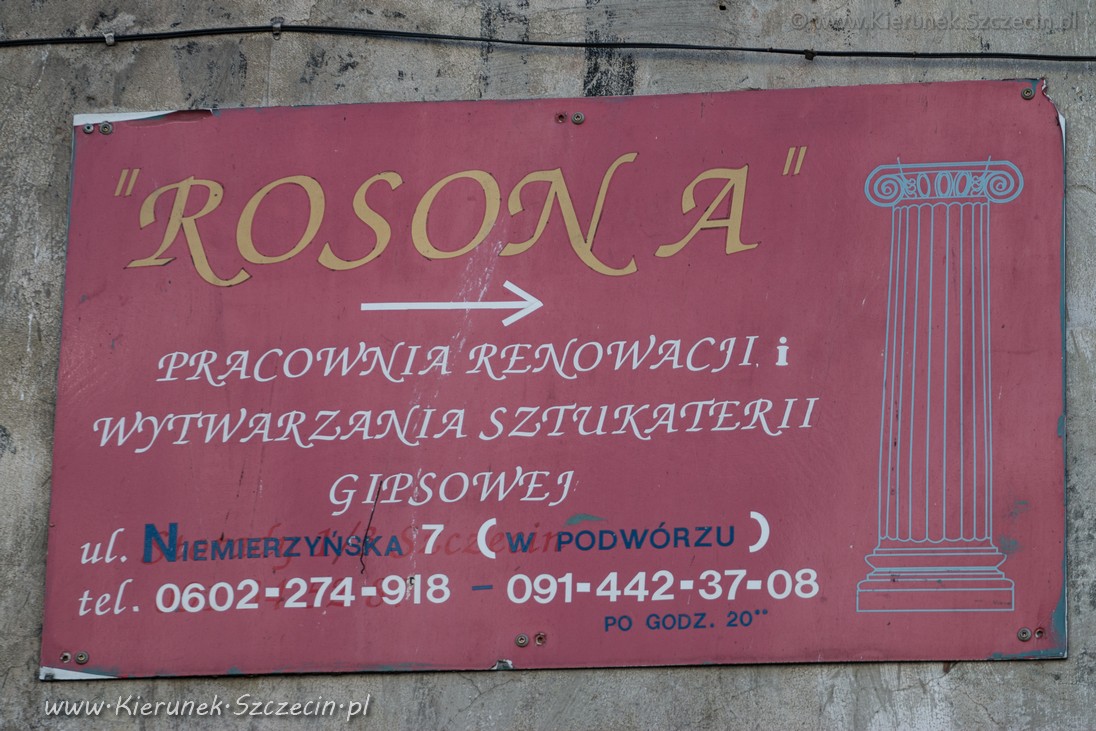 © www.Kierunek.Szczecin.pl
"ROSONA"
PRACOWNIA RENOWACJI i
WYTWARZANIA SZTUKATERII
GIPSOWEJ
ul. NIEMIERZYŃSKA 7 (W PODWÓRZU)
tel. 0602-274-918 - 091-442-37-08
PO GODZ. 20°°
www.Kierunek.Szczecin.pl